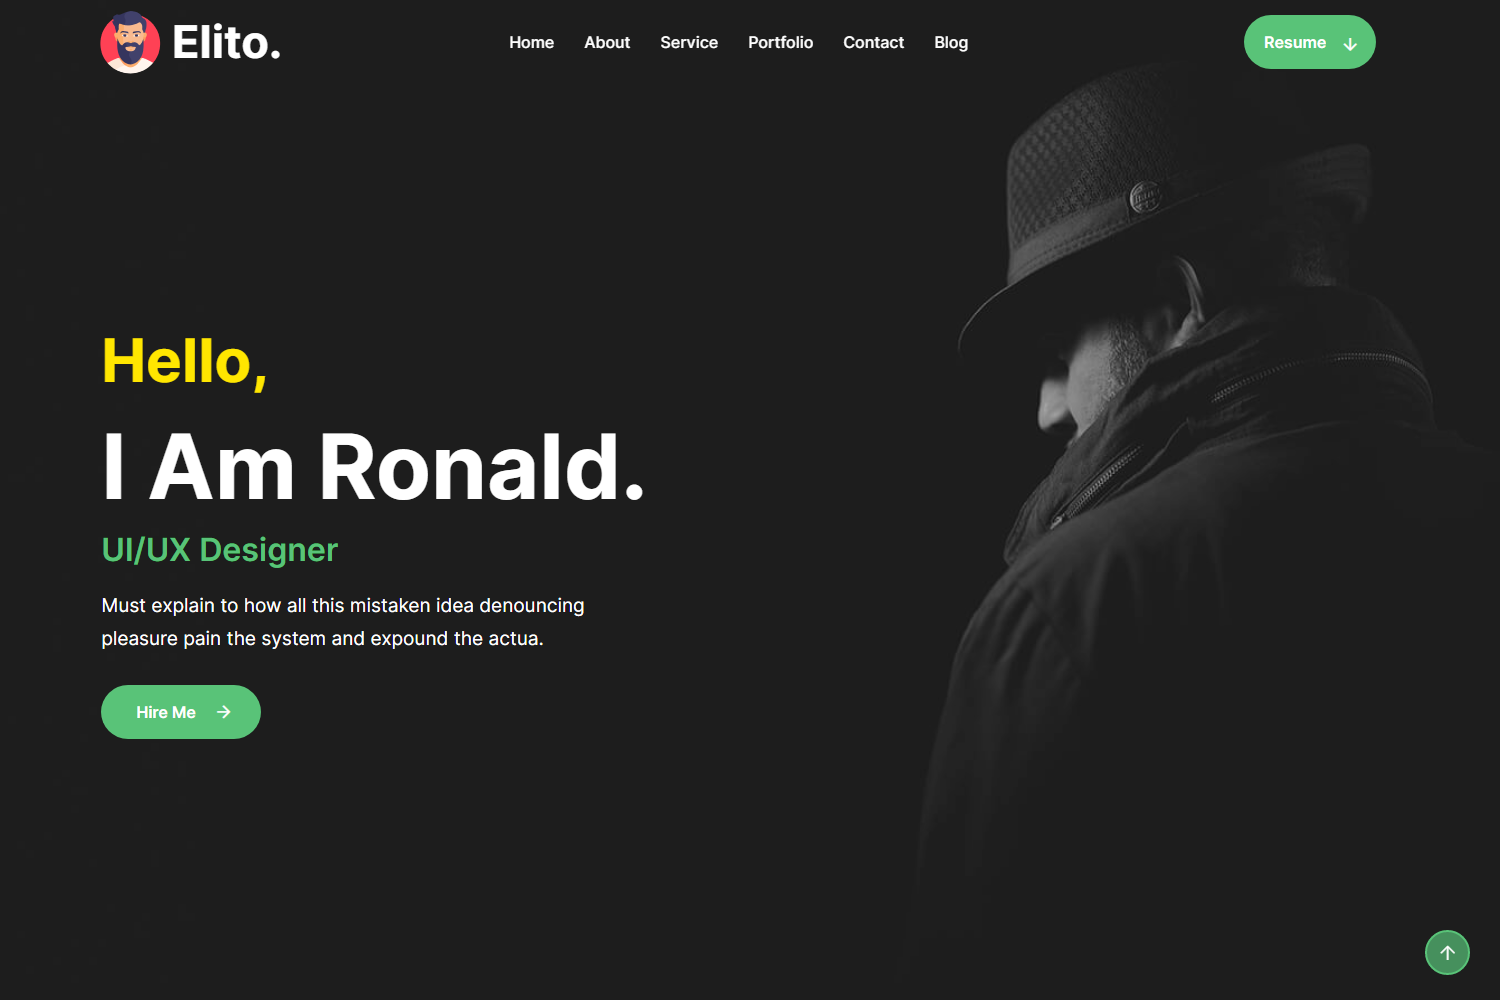 Elito.
Home About Service Portfolio Contact Blog
Resume
Hello,
I Am Ronald.
UI/UX Designer
Must explain to how all this mistaken idea denouncing
pleasure pain the system and expound the actua.
Hire Me